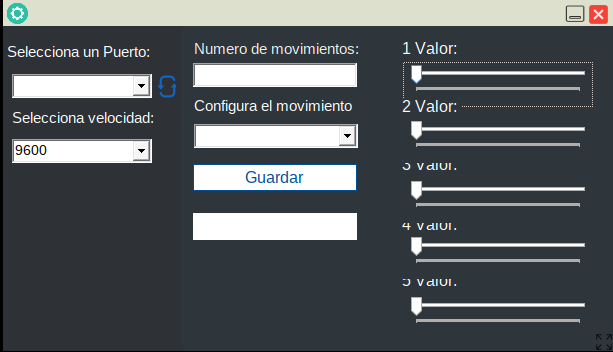 Selecciona un Puerto:
Selecciona velocidad:
9600
Numero de movimientos:
Configura el movimiento
Guardar
1 Valor:
2 Valor:
3 Valor:
4 Valor:
5 Valor: